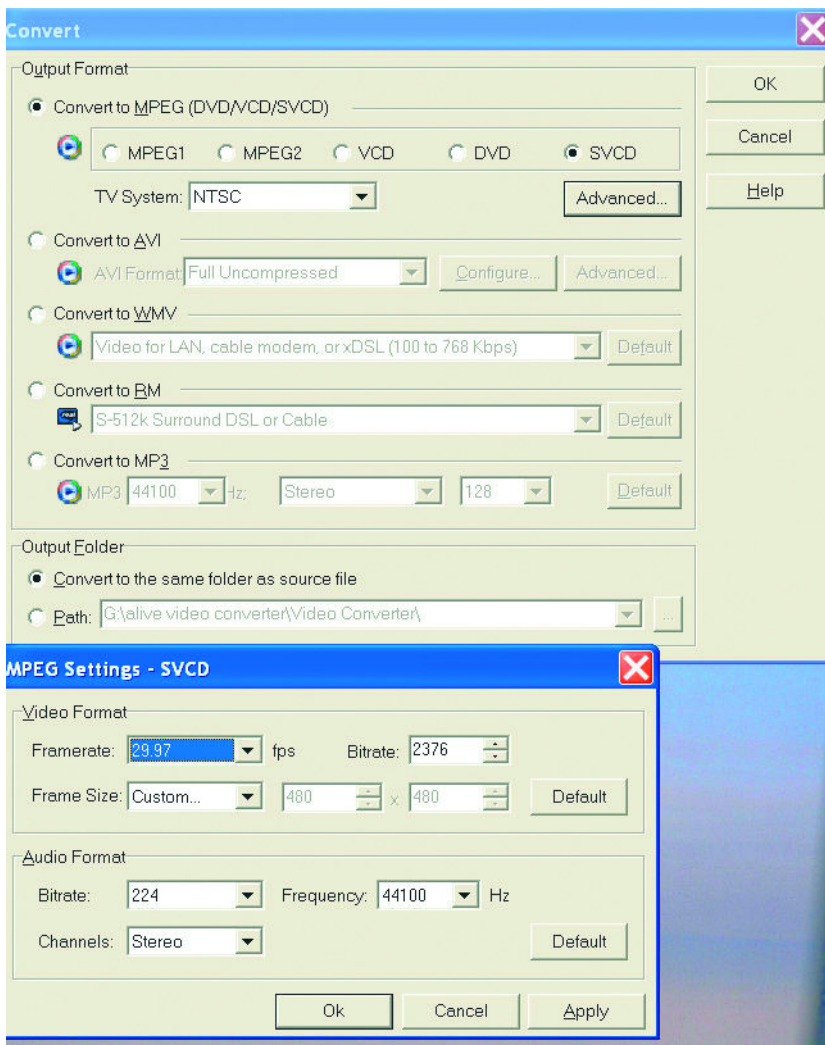 Convert
Output Format
Convert to MPEG (DVD/VCD/SVCD)
MPEG1 MPEG2 VCD DVD SVCD
TV System: NTSC Advanced...
Convert to AVI
AVI Format: Full Uncompressed Configure... Advanced...
Convert to WMV
Video for LAN, cable modem, or xDSL (100 to 768 Kbps) Default
Convert to RM
real
S-512k Surround DSL or Cable Default
Convert to MP3
MP3 44100 Hz; Stereo 128 Default
OK
Cancel
Help
Output Folder
Convert to the same folder as source file
Path: G:\alive video converter\Video Converter\ ...
MPEG Settings - SVCD
Video Format
Framerate: 29.97 fps Bitrate: 2376
Frame Size: Custom... 480 x 480 Default
Audio Format
Bitrate: 224 Frequency: 44100 Hz
Channels: Stereo Default
Ok Cancel Apply